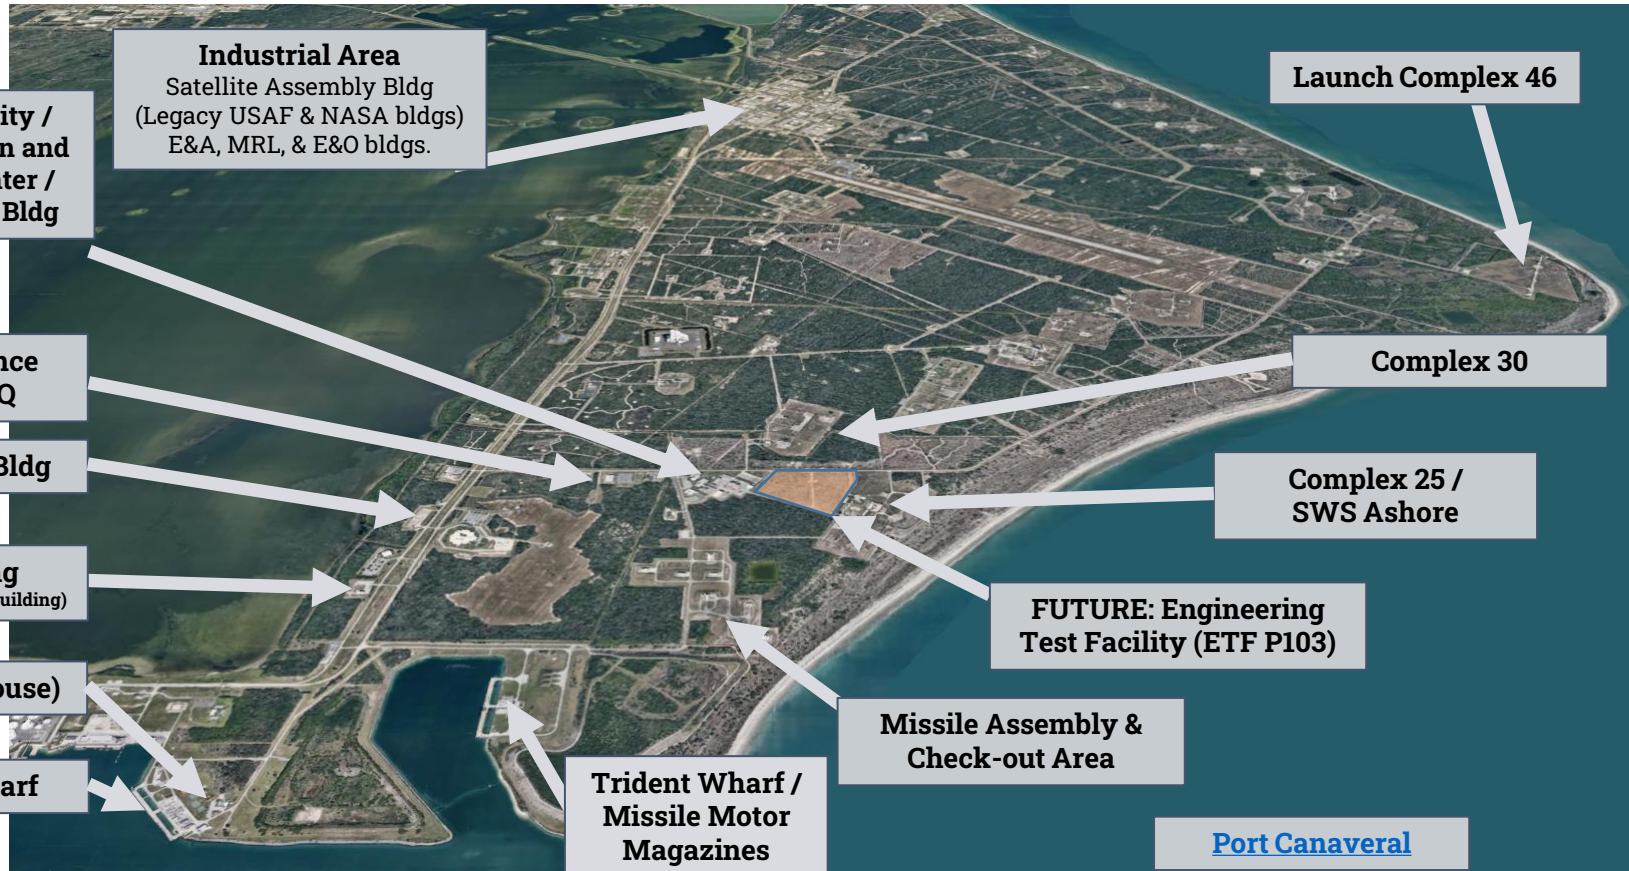 Industrial Area
Satellite Assembly Bldg
(Legacy USAF & NASA bldgs)
E&A, MRL, & E&O bldgs.
Launch Complex 46
ity /
n and
ter /
Bldg
nce
Q
Bldg
g
uilding)
ouse)
arf
Complex 30
Complex 25 /
SWS Ashore
FUTURE: Engineering
Test Facility (ETF P103)
Missile Assembly &
Check-out Area
Trident Wharf /
Missile Motor
Magazines
Port Canaveral